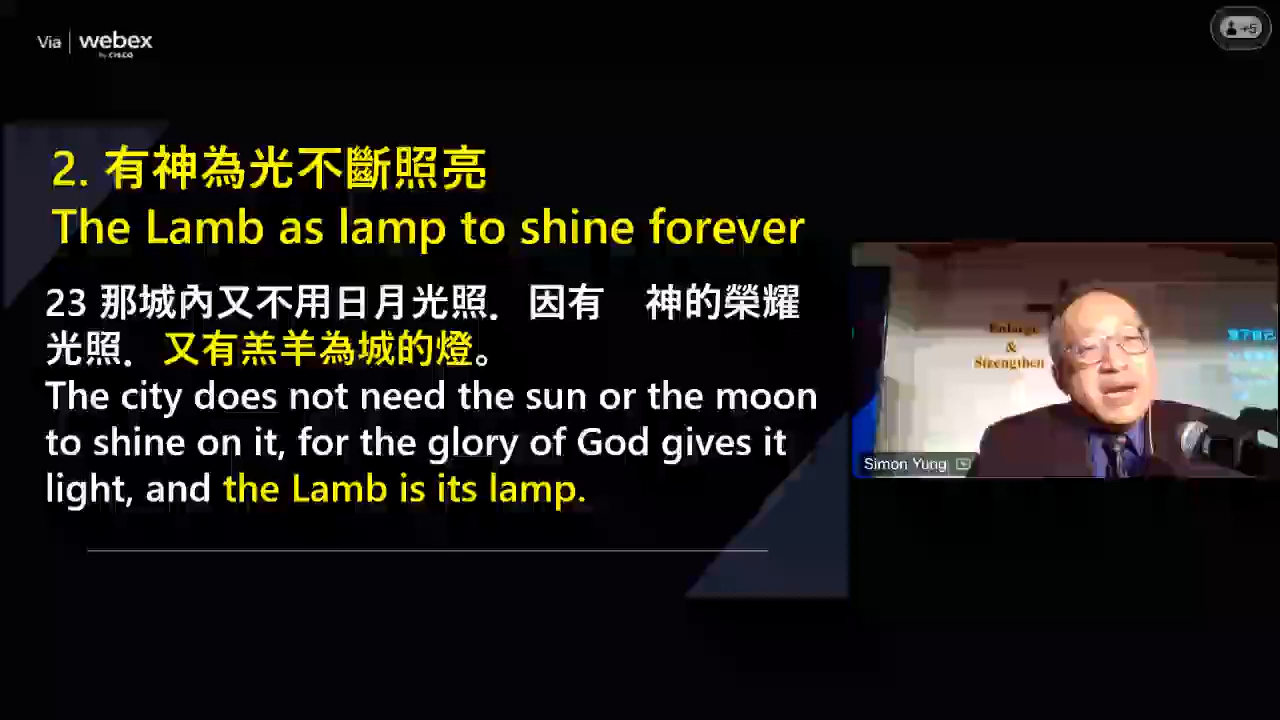 Via | webex
by CISCO
+5
2. 有神為光不斷照亮
The Lamb as lamp to shine forever
23 那城內又不用日月光照．因有　神的榮耀
光照．又有羔羊為城的燈。
The city does not need the sun or the moon
to shine on it, for the glory of God gives it
light, and the Lamb is its lamp.
Enlarge
&
Strengthen
Simon Yung